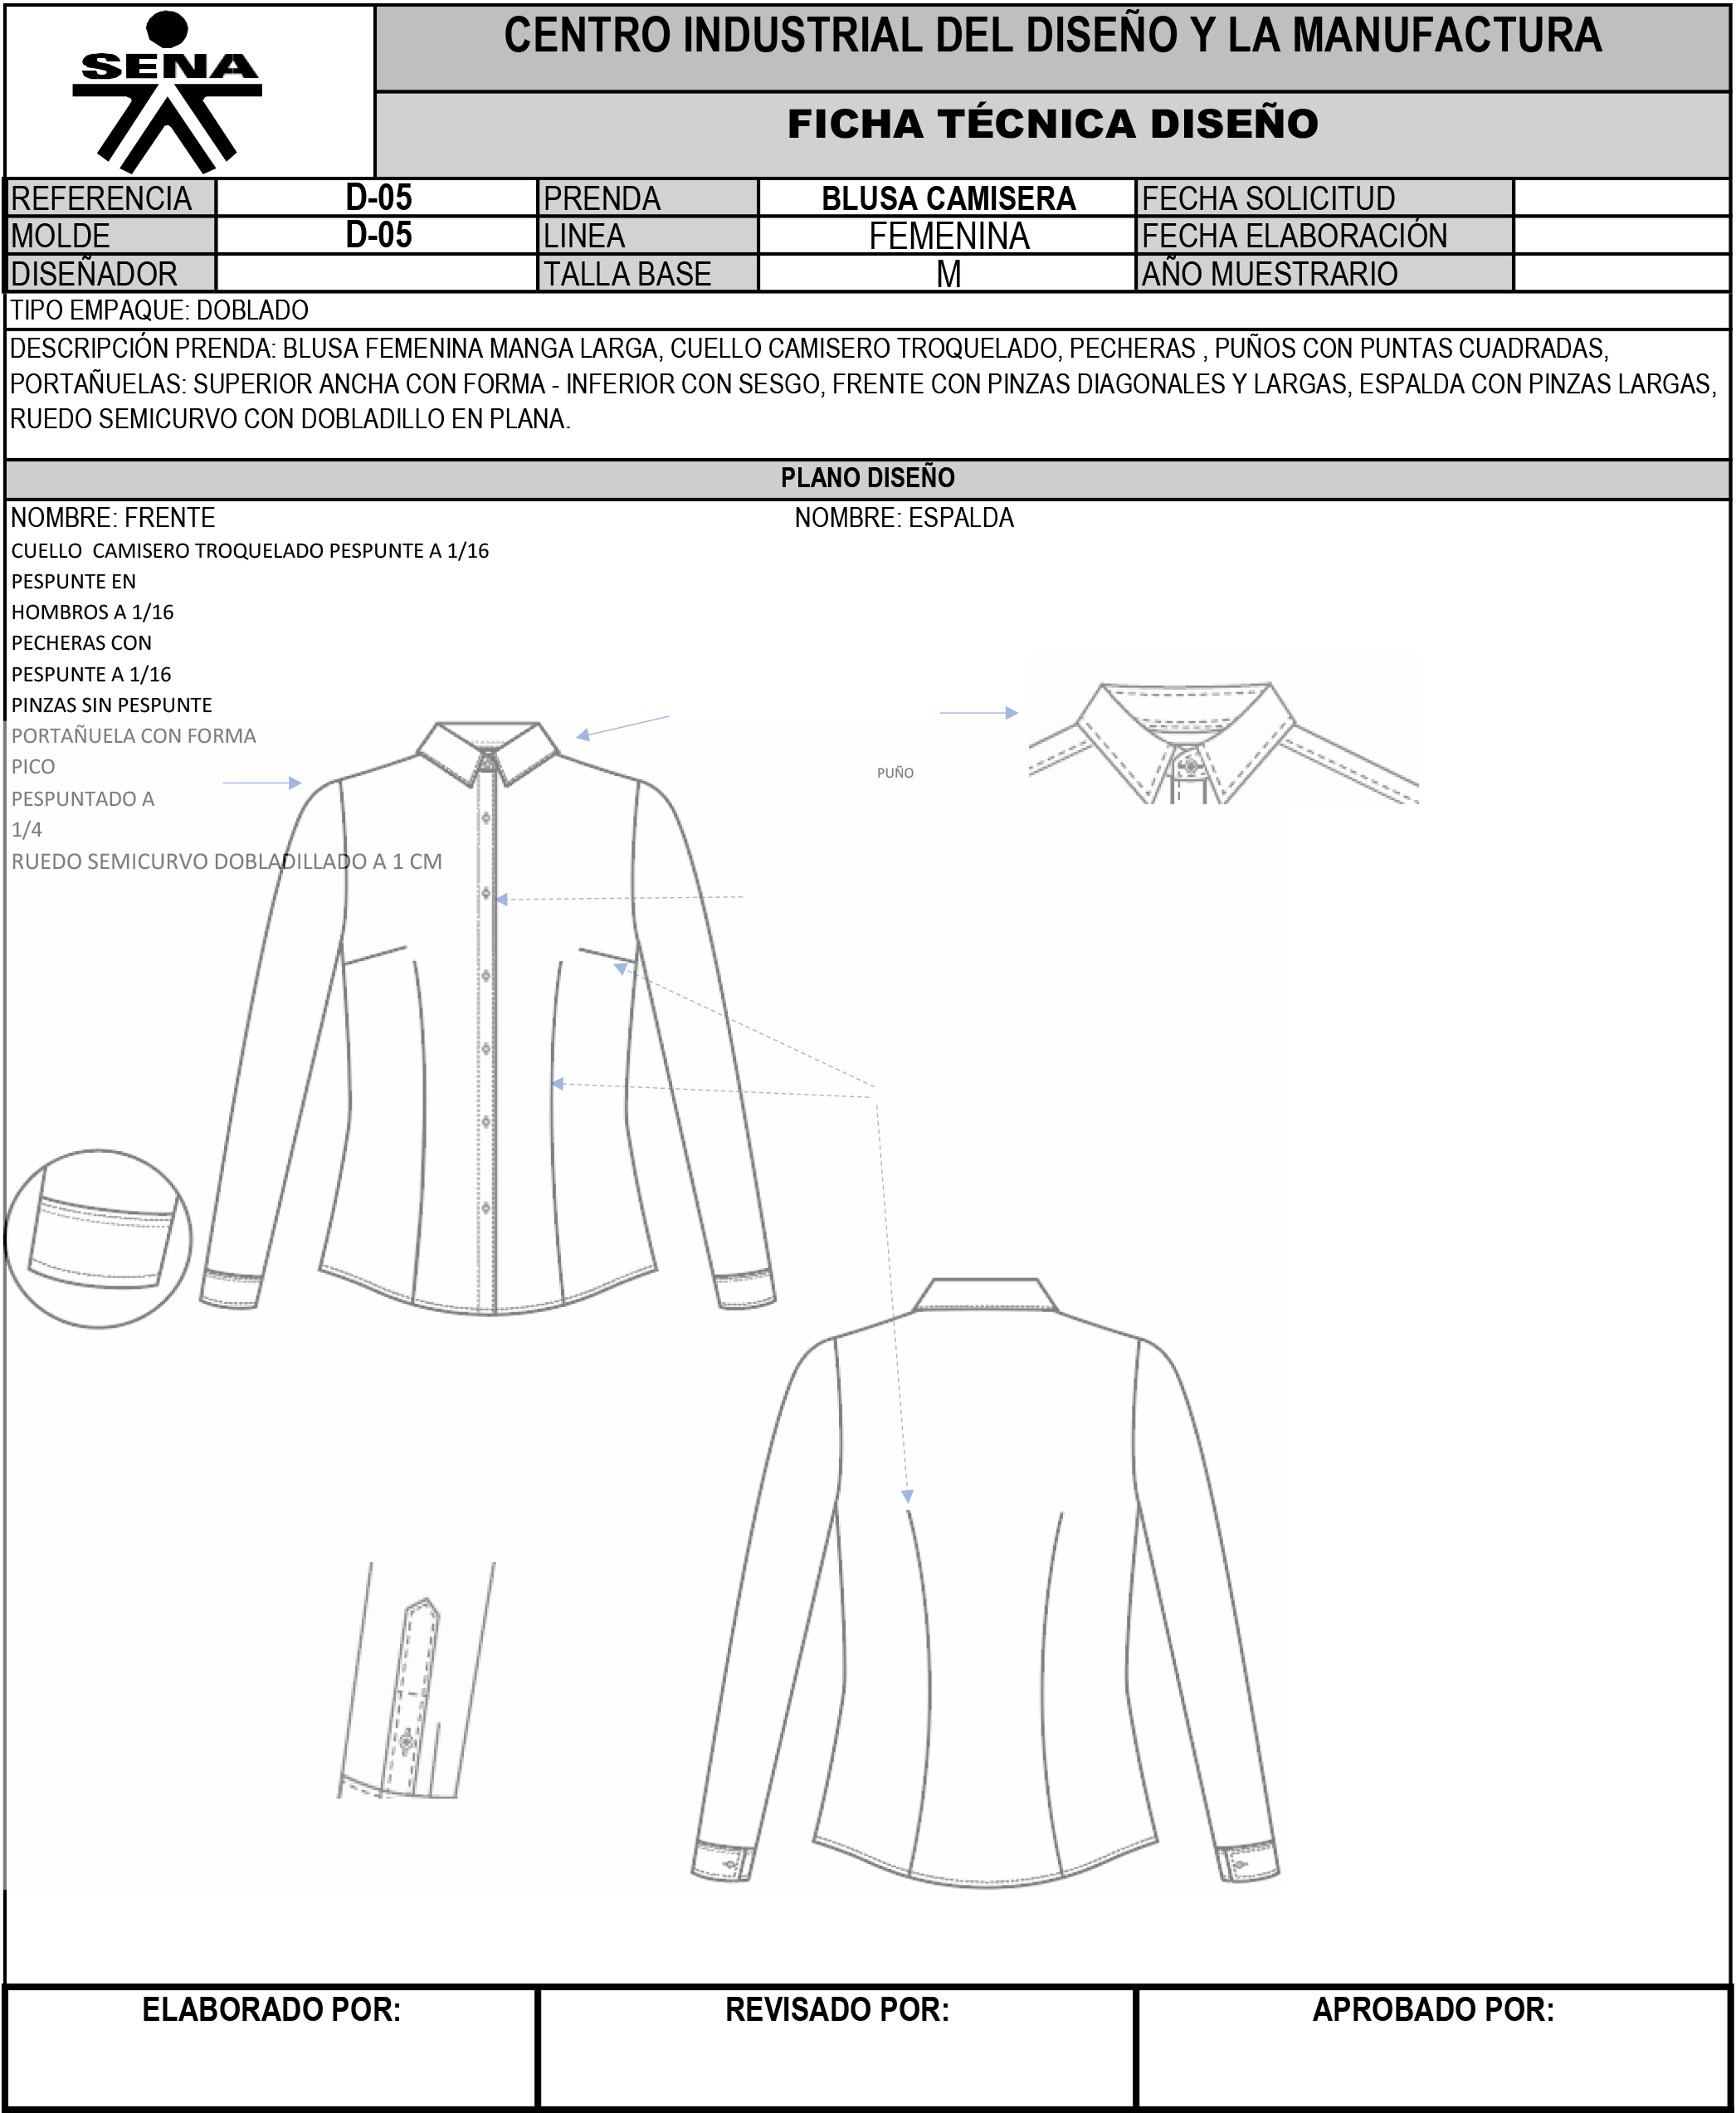 SENA
CENTRO INDUSTRIAL DEL DISEÑO Y LA MANUFACTURA
FICHA TÉCNICA DISEÑO
REFERENCIA D-05 PRENDA BLUSA CAMISERA FECHA SOLICITUD
MOLDE D-05 LINEA FEMENINA FECHA ELABORACIÓN
DISEÑADOR TALLA BASE M AÑO MUESTRARIO
TIPO EMPAQUE: DOBLADO
DESCRIPCIÓN PRENDA: BLUSA FEMENINA MANGA LARGA, CUELLO CAMISERO TROQUELADO, PECHERAS , PUÑOS CON PUNTAS CUADRADAS,
PORTAÑUELAS: SUPERIOR ANCHA CON FORMA - INFERIOR CON SESGO, FRENTE CON PINZAS DIAGONALES Y LARGAS, ESPALDA CON PINZAS LARGAS,
RUEDO SEMICURVO CON DOBLADILLO EN PLANA.
PLANO DISEÑO
NOMBRE: FRENTE NOMBRE: ESPALDA
CUELLO CAMISERO TROQUELADO PESPUNTE A 1/16
PESPUNTE EN
HOMBROS A 1/16
PECHERAS CON
PESPUNTE A 1/16
PINZAS SIN PESPUNTE
PORTAÑUELA CON FORMA
PICO
PESPUNTADO A
1/4
RUEDO SEMICURVO DOBLADILLADO A 1 CM
PUÑO
ELABORADO POR: REVISADO POR: APROBADO POR: